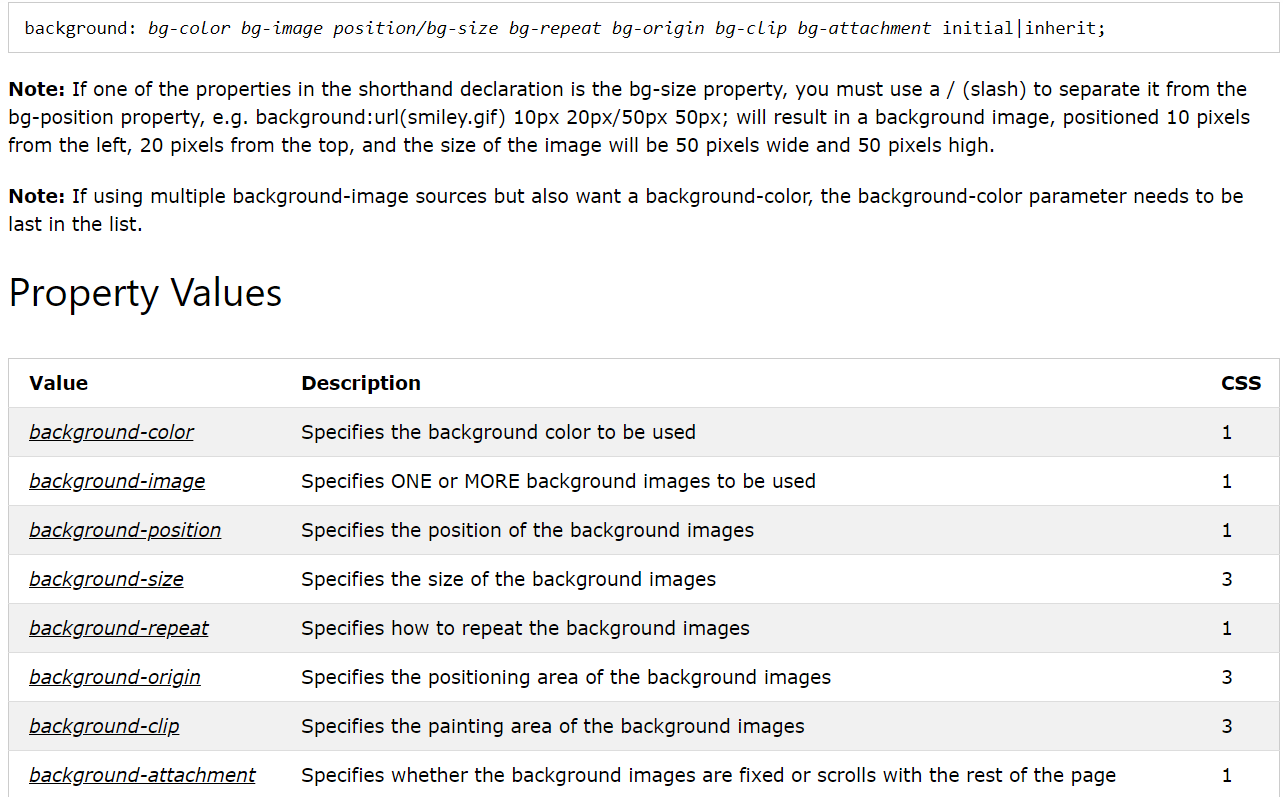 background: bg-color bg-image position/bg-size bg-repeat bg-origin bg-clip bg-attachment initial|inherit;
Note: If one of the properties in the shorthand declaration is the bg-size property, you must use a / (slash) to separate it from the
bg-position property, e.g. background:url(smiley.gif) 10px 20px/50px 50px; will result in a background image, positioned 10 pixels
from the left, 20 pixels from the top, and the size of the image will be 50 pixels wide and 50 pixels high.
Note: If using multiple background-image sources but also want a background-color, the background-color parameter needs to be
last in the list.
Property Values
Value Description CSS
background-color Specifies the background color to be used 1
background-image Specifies ONE or MORE background images to be used 1
background-position Specifies the position of the background images 1
background-size Specifies the size of the background images 3
background-repeat Specifies how to repeat the background images 1
background-origin Specifies the positioning area of the background images 3
background-clip Specifies the painting area of the background images 3
background-attachment Specifies whether the background images are fixed or scrolls with the rest of the page 1